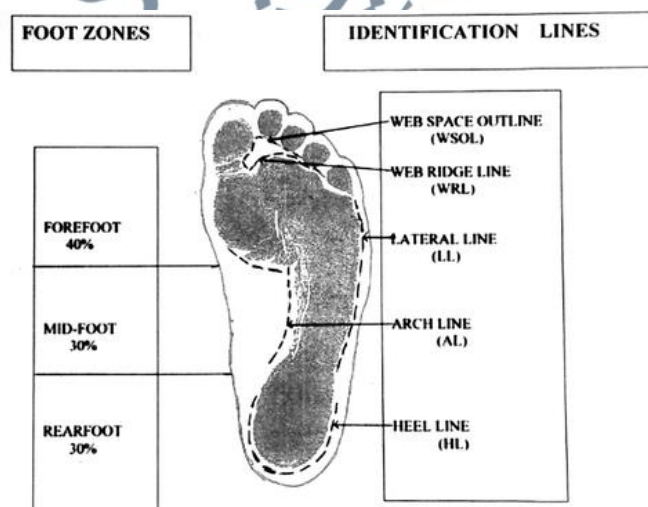 FOOT ZONES
IDENTIFICATION LINES
WEB SPACE OUTLINE
(WSOL)
WEB RIDGE LINE
(WRL)
FOREFOOT
40%
LATERAL LINE
(LL)
MID-FOOT
30%
ARCH LINE
(AL)
REARFOOT
30%
HEEL LINE
(HL)